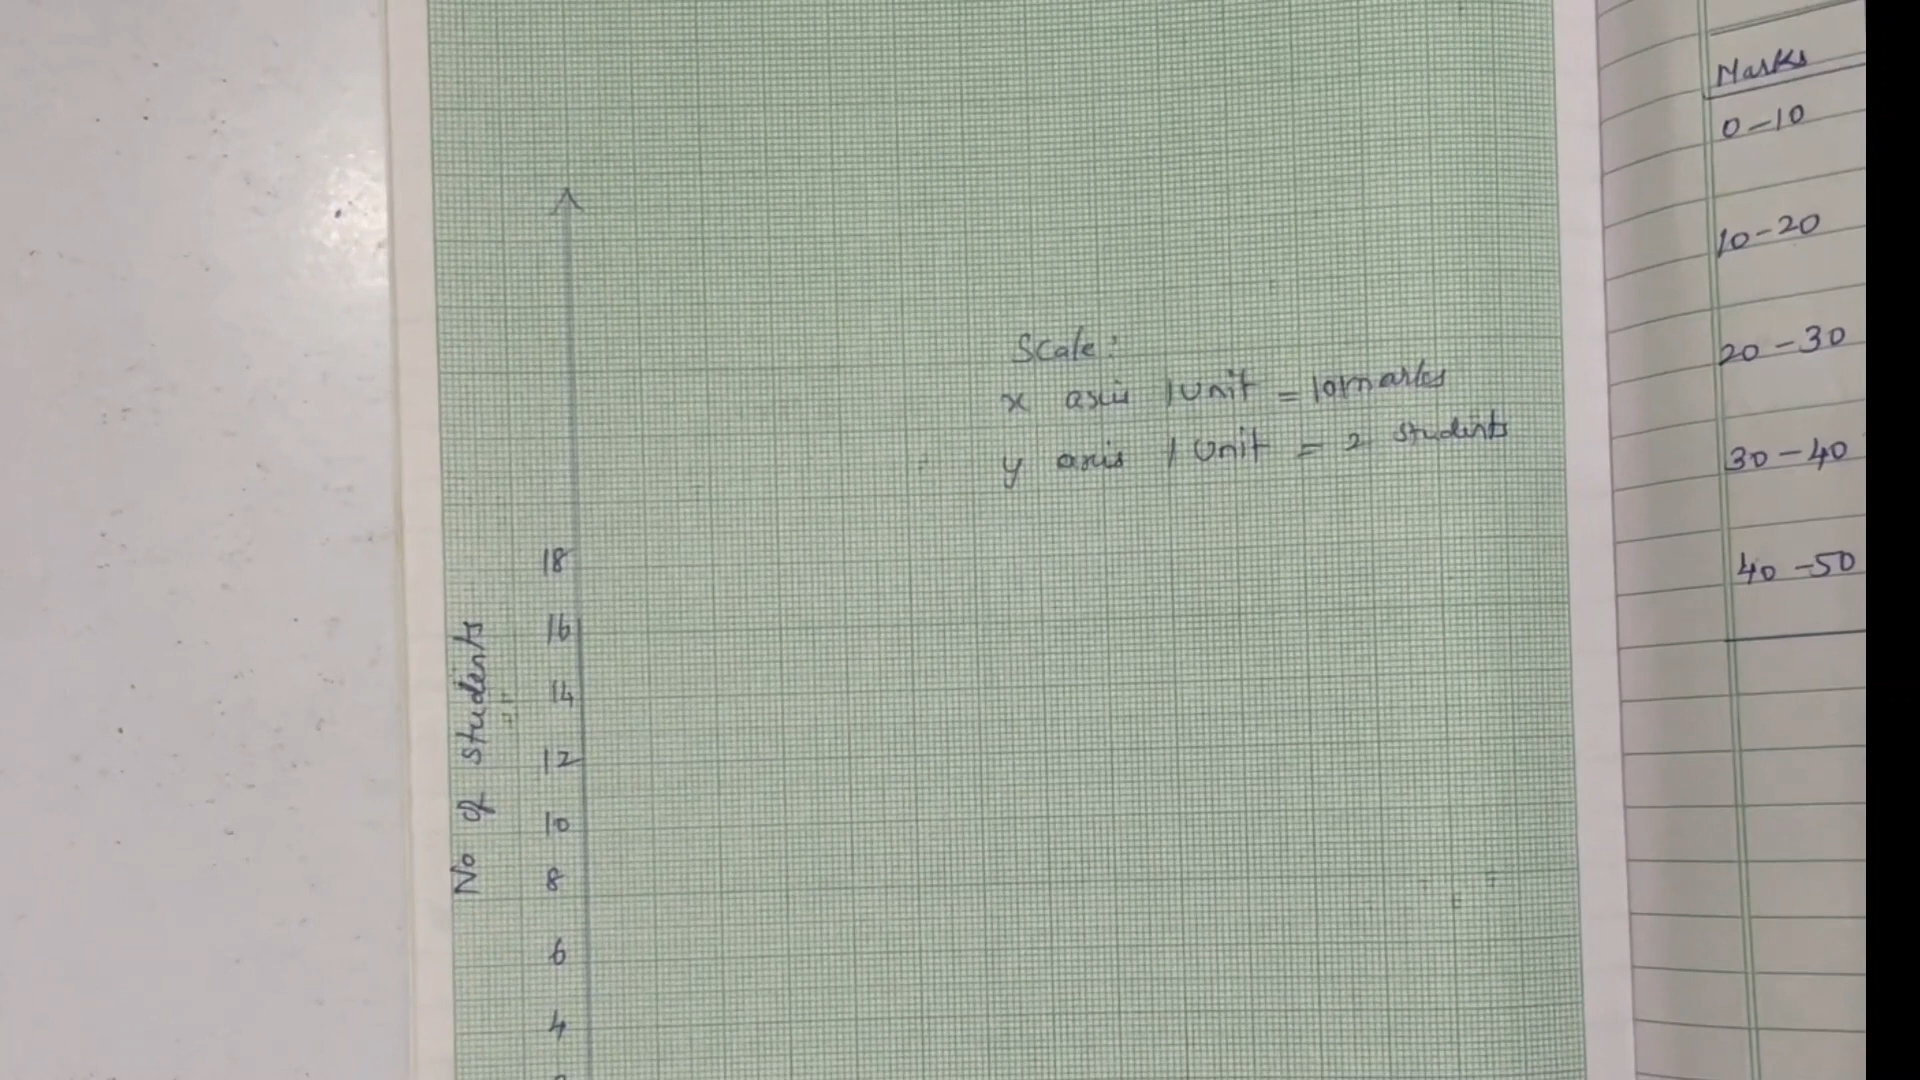 Scale:
x axis 1 Unit = 10 marks
y axis 1 Unit = 2 students
No of students
18
16
14
12
10
8
6
4
Marks
0-10
10-20
20-30
30-40
40-50